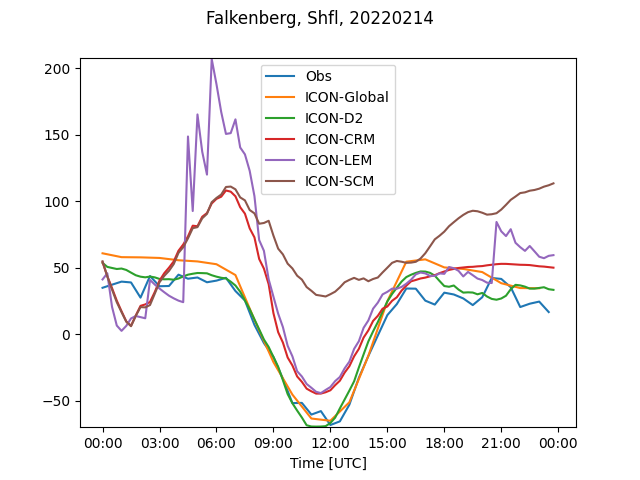 Falkenberg, Shfl, 20220214
200
150
100
50
0
−50
Obs
ICON-Global
ICON-D2
ICON-CRM
ICON-LEM
ICON-SCM
00:00 03:00 06:00 09:00 12:00 15:00 18:00 21:00 00:00
Time [UTC]